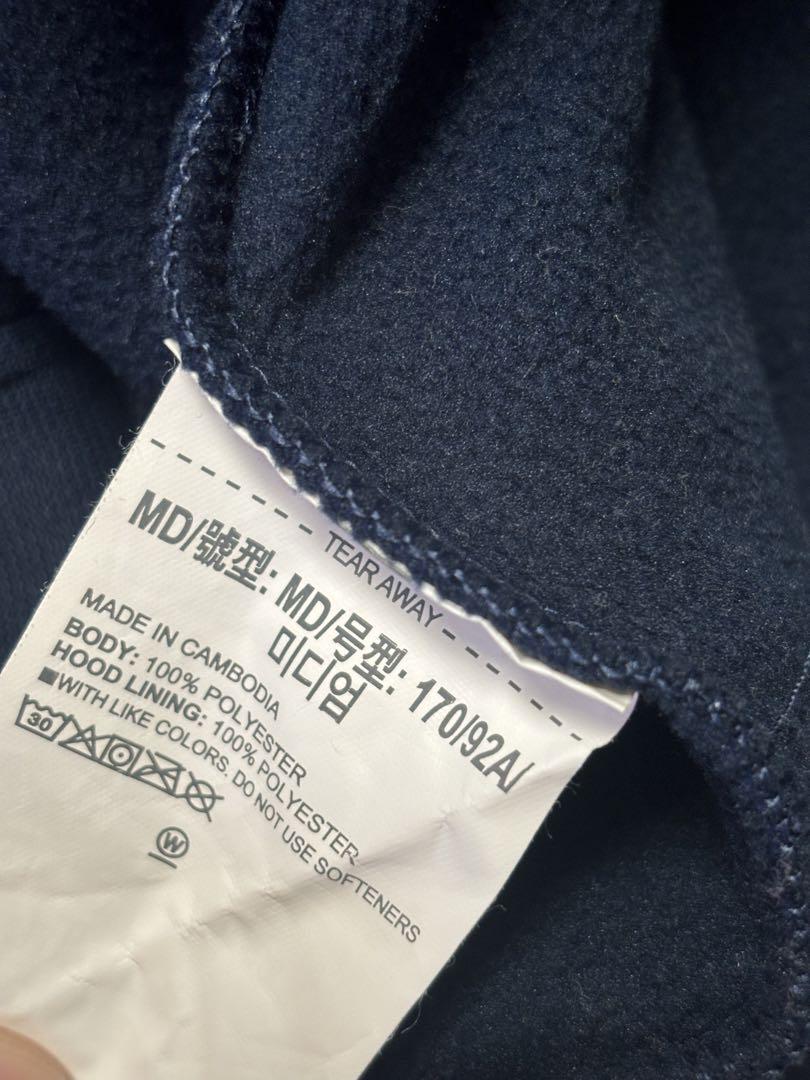 TEAR AWAY
MD/號型: MD/号型: 170/92A/
미디엄
MADE IN CAMBODIA
BODY: 100% POLYESTER
HOOD LINING: 100% POLYESTER
■WITH LIKE COLORS, DO NOT USE SOFTENERS
30
W